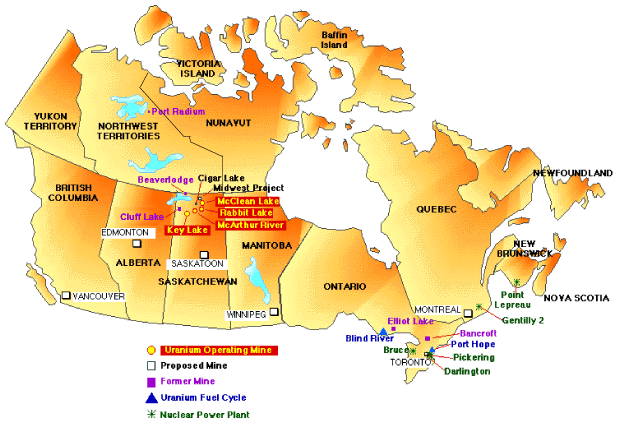 Baffin
Island
VICTORIA
ISLAND
Port Radium
YUKON
TERRITORY
NORTHWEST
TERRITORIES
NUNAYUT
Beaverlodge
Cigar Lake
Midwest Project
McClean Lake
Rabbit Lake
McArthur River
Cluff Lake
Key Lake
BRITISH
COLUMBIA
EDMONTON
ALBERTA
SASKATOON
SASKATCHEWAN
MANITOBA
VANCOUVER
WINNIPEG
ONTARIO
QUEBEC
NEWFOUNDLAND
NEW
BRUNSWICK
NOYA SCOTIA
Point
Lepreau
Gentilly 2
MONTREAL
Elliot Lake
Blind River
Bancroft
Port Hope
Bruce
Pickering
TORONTO
Darlington
Uranium Operating Mine
Proposed Mine
Former Mine
Uranium Fuel Cycle
Nuclear Power Plant